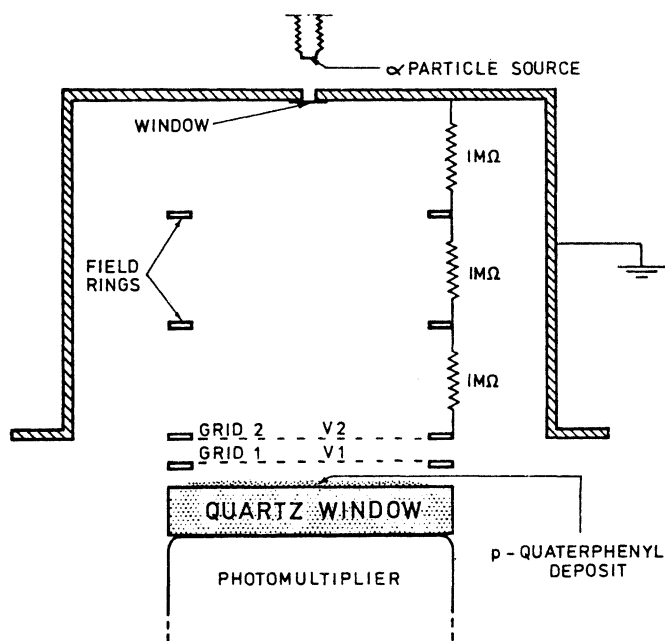 ∝ PARTICLE SOURCE
WINDOW
1MΩ
FIELD
RINGS
1MΩ
1MΩ
GRID 2 V2
GRID 1 V1
QUARTZ WINDOW
p-QUATERPHENYL
DEPOSIT
PHOTOMULTIPLIER